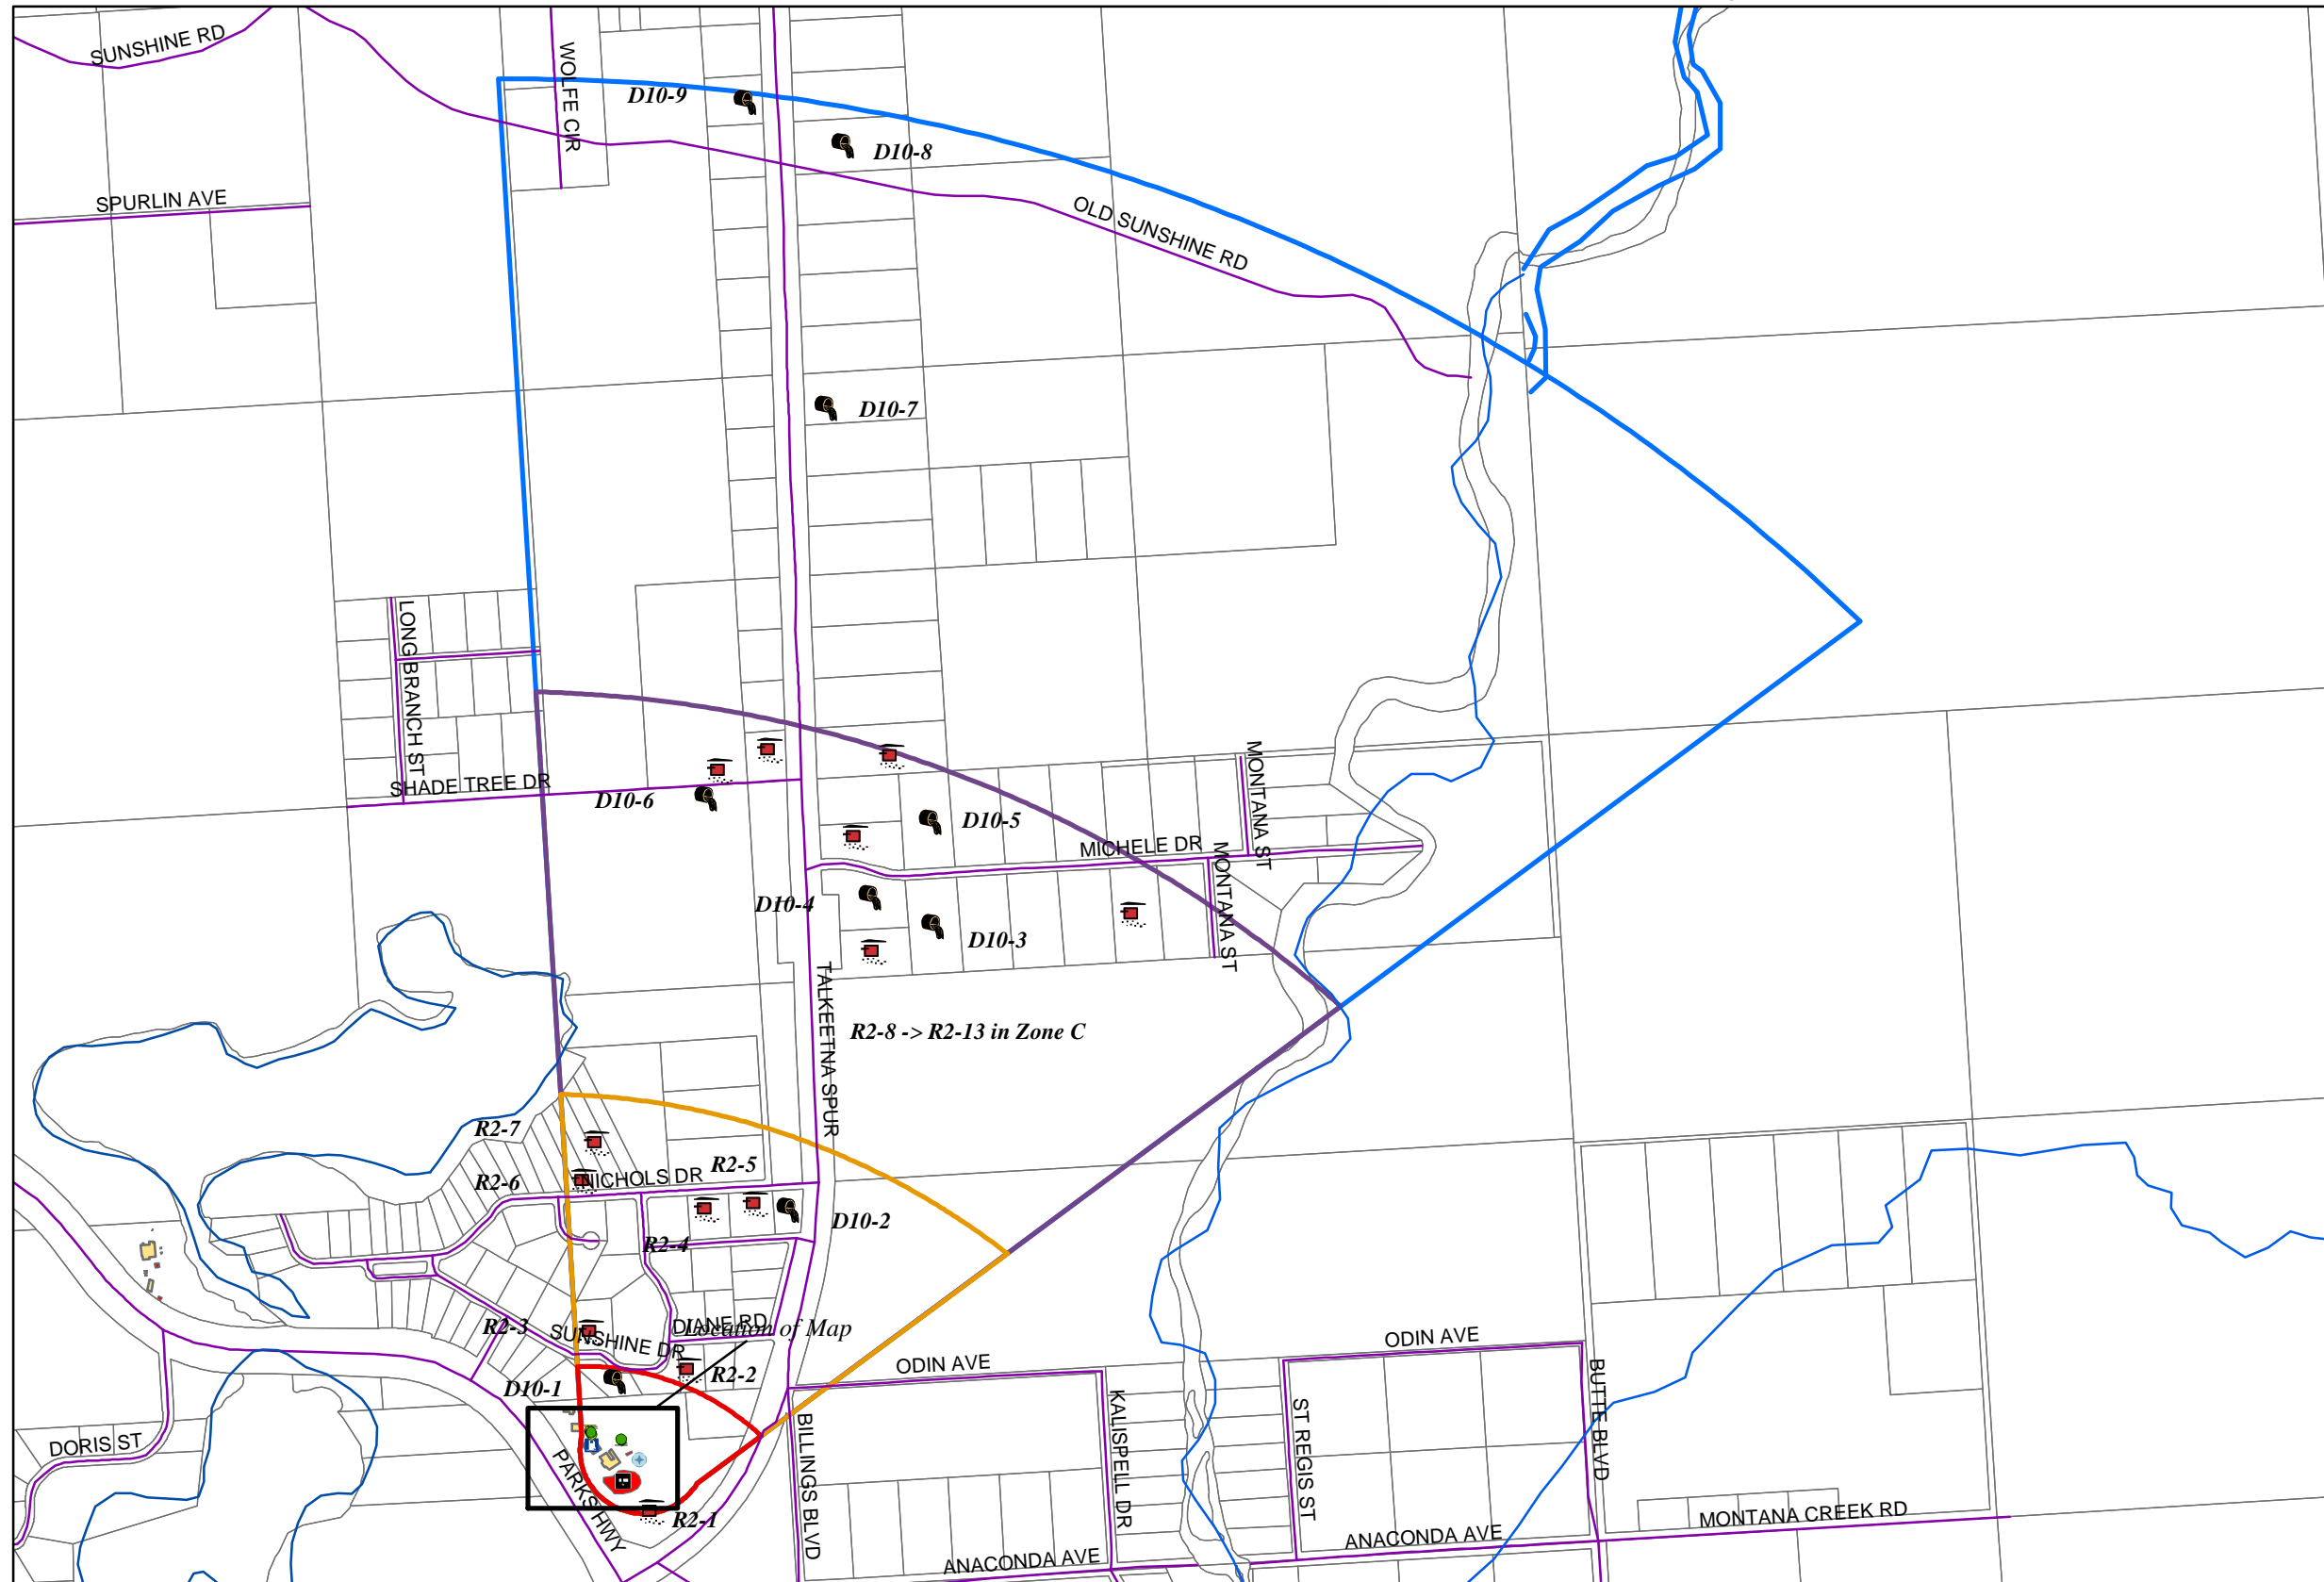 SUNSHINE RD
WOLFE CIR
D10-9
D10-8
SPURLIN AVE
OLD SUNSHINE RD
D10-7
LONG BRANCH ST
SHADE TREE DR
D10-6
D10-5
MONTANA ST
MICHELE DR
MONTANA ST
D10-4
D10-3
TALKEETNA SPUR
R2-8 -> R2-13 in Zone C
R2-7
R2-5
R2-6
NICHOLS DR
D10-2
R2-4
R2-3
SUNSHINE DR
DIANE RD
Location of Map
ODIN AVE
ODIN AVE
R2-2
D10-1
DORIS ST
PARKS HWY
BILLINGS BLVD
KALISPELL DR
ST REGIS ST
BUTTE BLVD
R2-1
MONTANA CREEK RD
ANACONDA AVE
ANACONDA AVE